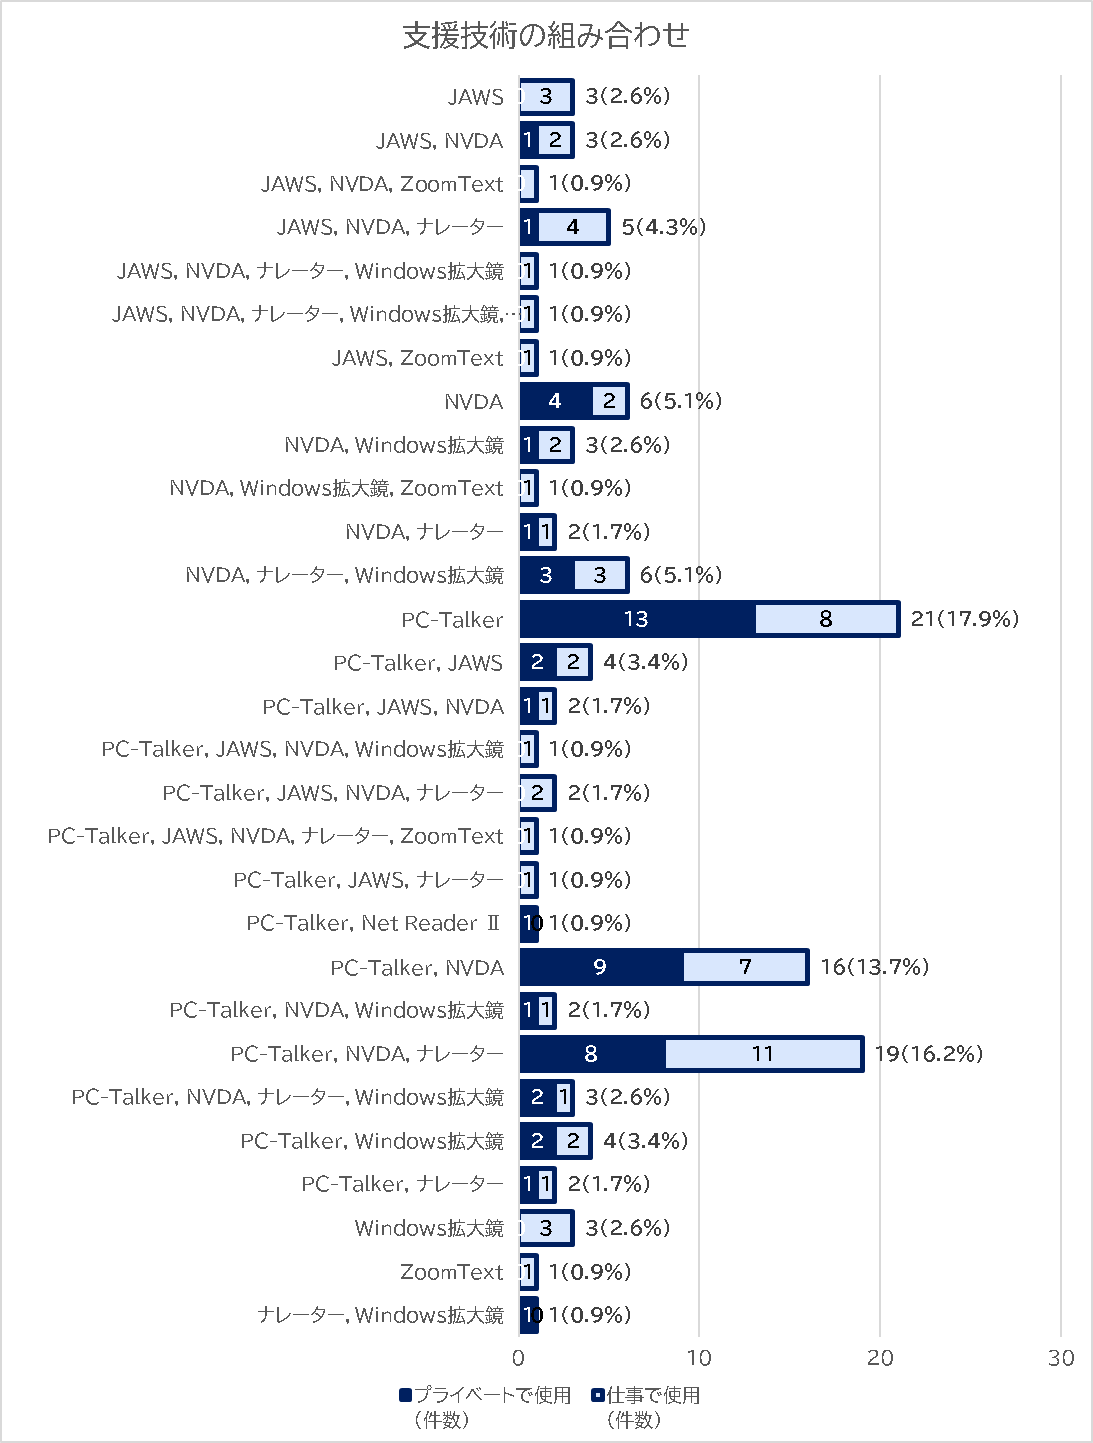 支援技術の組み合わせ
JAWS 0 3 3(2.6%)
JAWS, NVDA 1 2 3(2.6%)
JAWS, NVDA, ZoomText 0 1(0.9%)
JAWS, NVDA, ナレーター 1 4 5(4.3%)
JAWS, NVDA, ナレーター, Windows拡大鏡 0 1 1(0.9%)
JAWS, NVDA, ナレーター, Windows拡大鏡,… 0 1 1(0.9%)
JAWS, ZoomText 0 1 1(0.9%)
NVDA 4 2 6(5.1%)
NVDA, Windows拡大鏡 1 2 3(2.6%)
NVDA, Windows拡大鏡, ZoomText 0 1 1(0.9%)
NVDA, ナレーター 1 1 2(1.7%)
NVDA, ナレーター, Windows拡大鏡 3 3 6(5.1%)
PC-Talker 13 8 21(17.9%)
PC-Talker, JAWS 2 2 4(3.4%)
PC-Talker, JAWS, NVDA 1 1 2(1.7%)
PC-Talker, JAWS, NVDA, Windows拡大鏡 0 1 1(0.9%)
PC-Talker, JAWS, NVDA, ナレーター 0 2 2(1.7%)
PC-Talker, JAWS, NVDA, ナレーター, ZoomText 0 1 1(0.9%)
PC-Talker, JAWS, ナレーター 0 1 1(0.9%)
PC-Talker, Net Reader Ⅱ 1 0 1(0.9%)
PC-Talker, NVDA 9 7 16(13.7%)
PC-Talker, NVDA, Windows拡大鏡 1 1 2(1.7%)
PC-Talker, NVDA, ナレーター 8 11 19(16.2%)
PC-Talker, NVDA, ナレーター, Windows拡大鏡 2 1 3(2.6%)
PC-Talker, Windows拡大鏡 2 2 4(3.4%)
PC-Talker, ナレーター 1 1 2(1.7%)
Windows拡大鏡 0 3 3(2.6%)
ZoomText 0 1 1(0.9%)
ナレーター, Windows拡大鏡 1 0 1(0.9%)
0 10 20 30
プライベートで使用 仕事で使用
(件数) (件数)